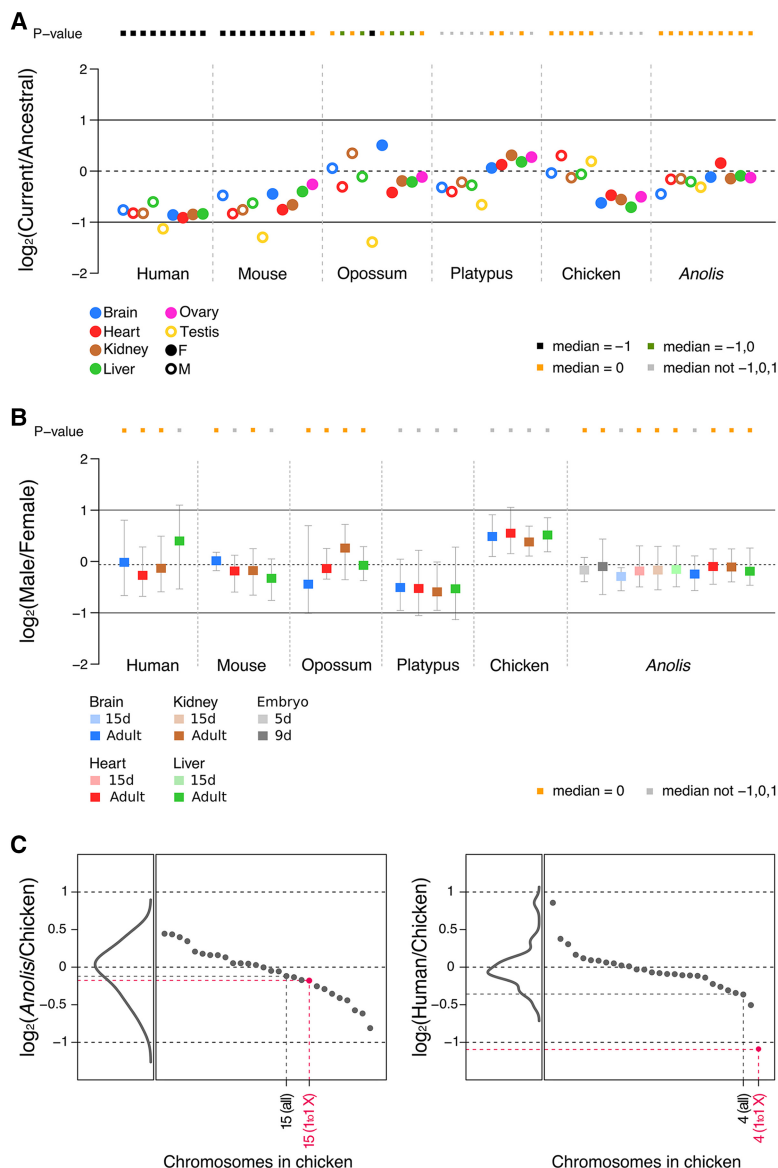 A
P-value
log2(Current/Ancestral)
2
1
0
−1
−2
Human Mouse Opossum Platypus Chicken Anolis
Brain Ovary
Heart Testis
Kidney F
Liver M
median = −1 median = −1,0
median = 0 median not −1,0,1
B
P-value
log2(Male/Female)
2
1
0
−1
−2
Human Mouse Opossum Platypus Chicken Anolis
Brain Kidney Embryo
15d 15d 5d
Adult Adult 9d
Heart Liver
15d 15d
Adult Adult
median = 0 median not −1,0,1
C
log2(Anolis/Chicken)
1
0.5
0
−0.5
−1
15 (all)
15 (1to1 X)
Chromosomes in chicken
log2(Human/Chicken)
1
0.5
0
−0.5
−1
4 (all)
4 (1to1 X)
Chromosomes in chicken